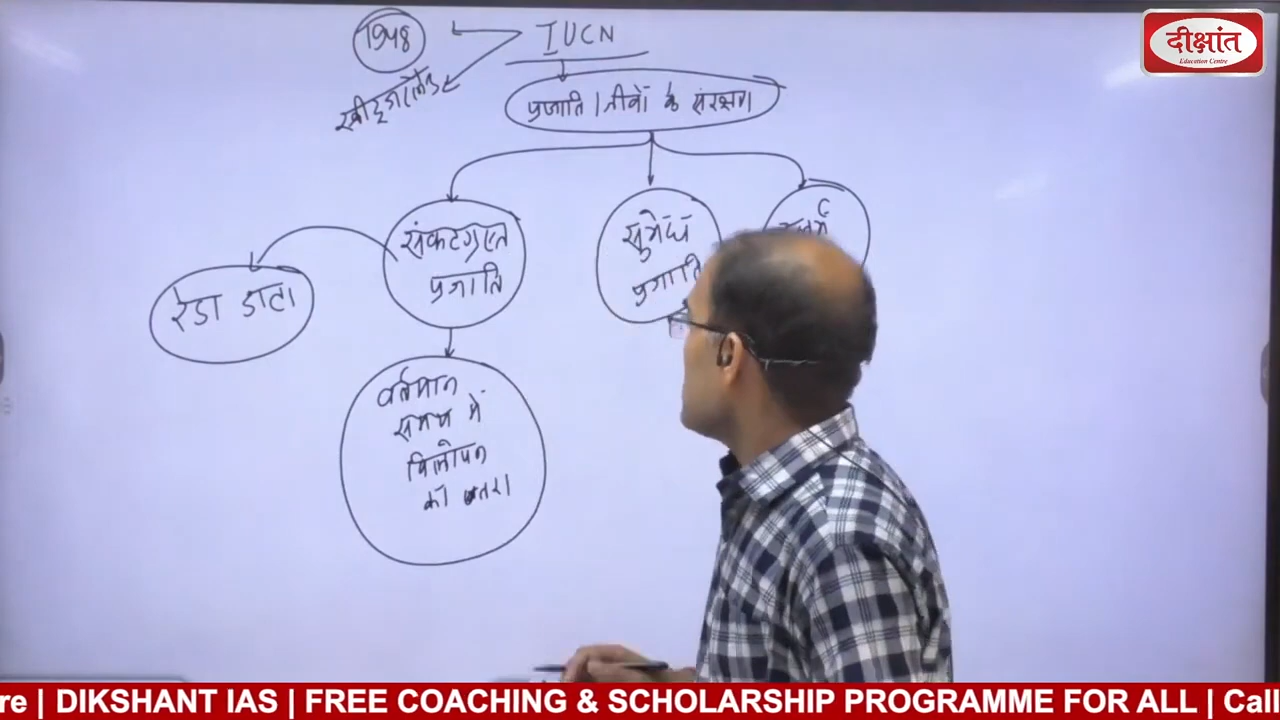 1948
IUCN
स्वीट्जरलैंड
प्रजाति / जीवों के संरक्षण
संकटग्रस्त
प्रजाति
सुमेध
प्रजाति
रेडा डाटा
वर्तमान
समय में
विलोपन
का खतरा
दीक्षांत
Education Centre
re | DIKSHANT IAS | FREE COACHING & SCHOLARSHIP PROGRAMME FOR ALL | Call